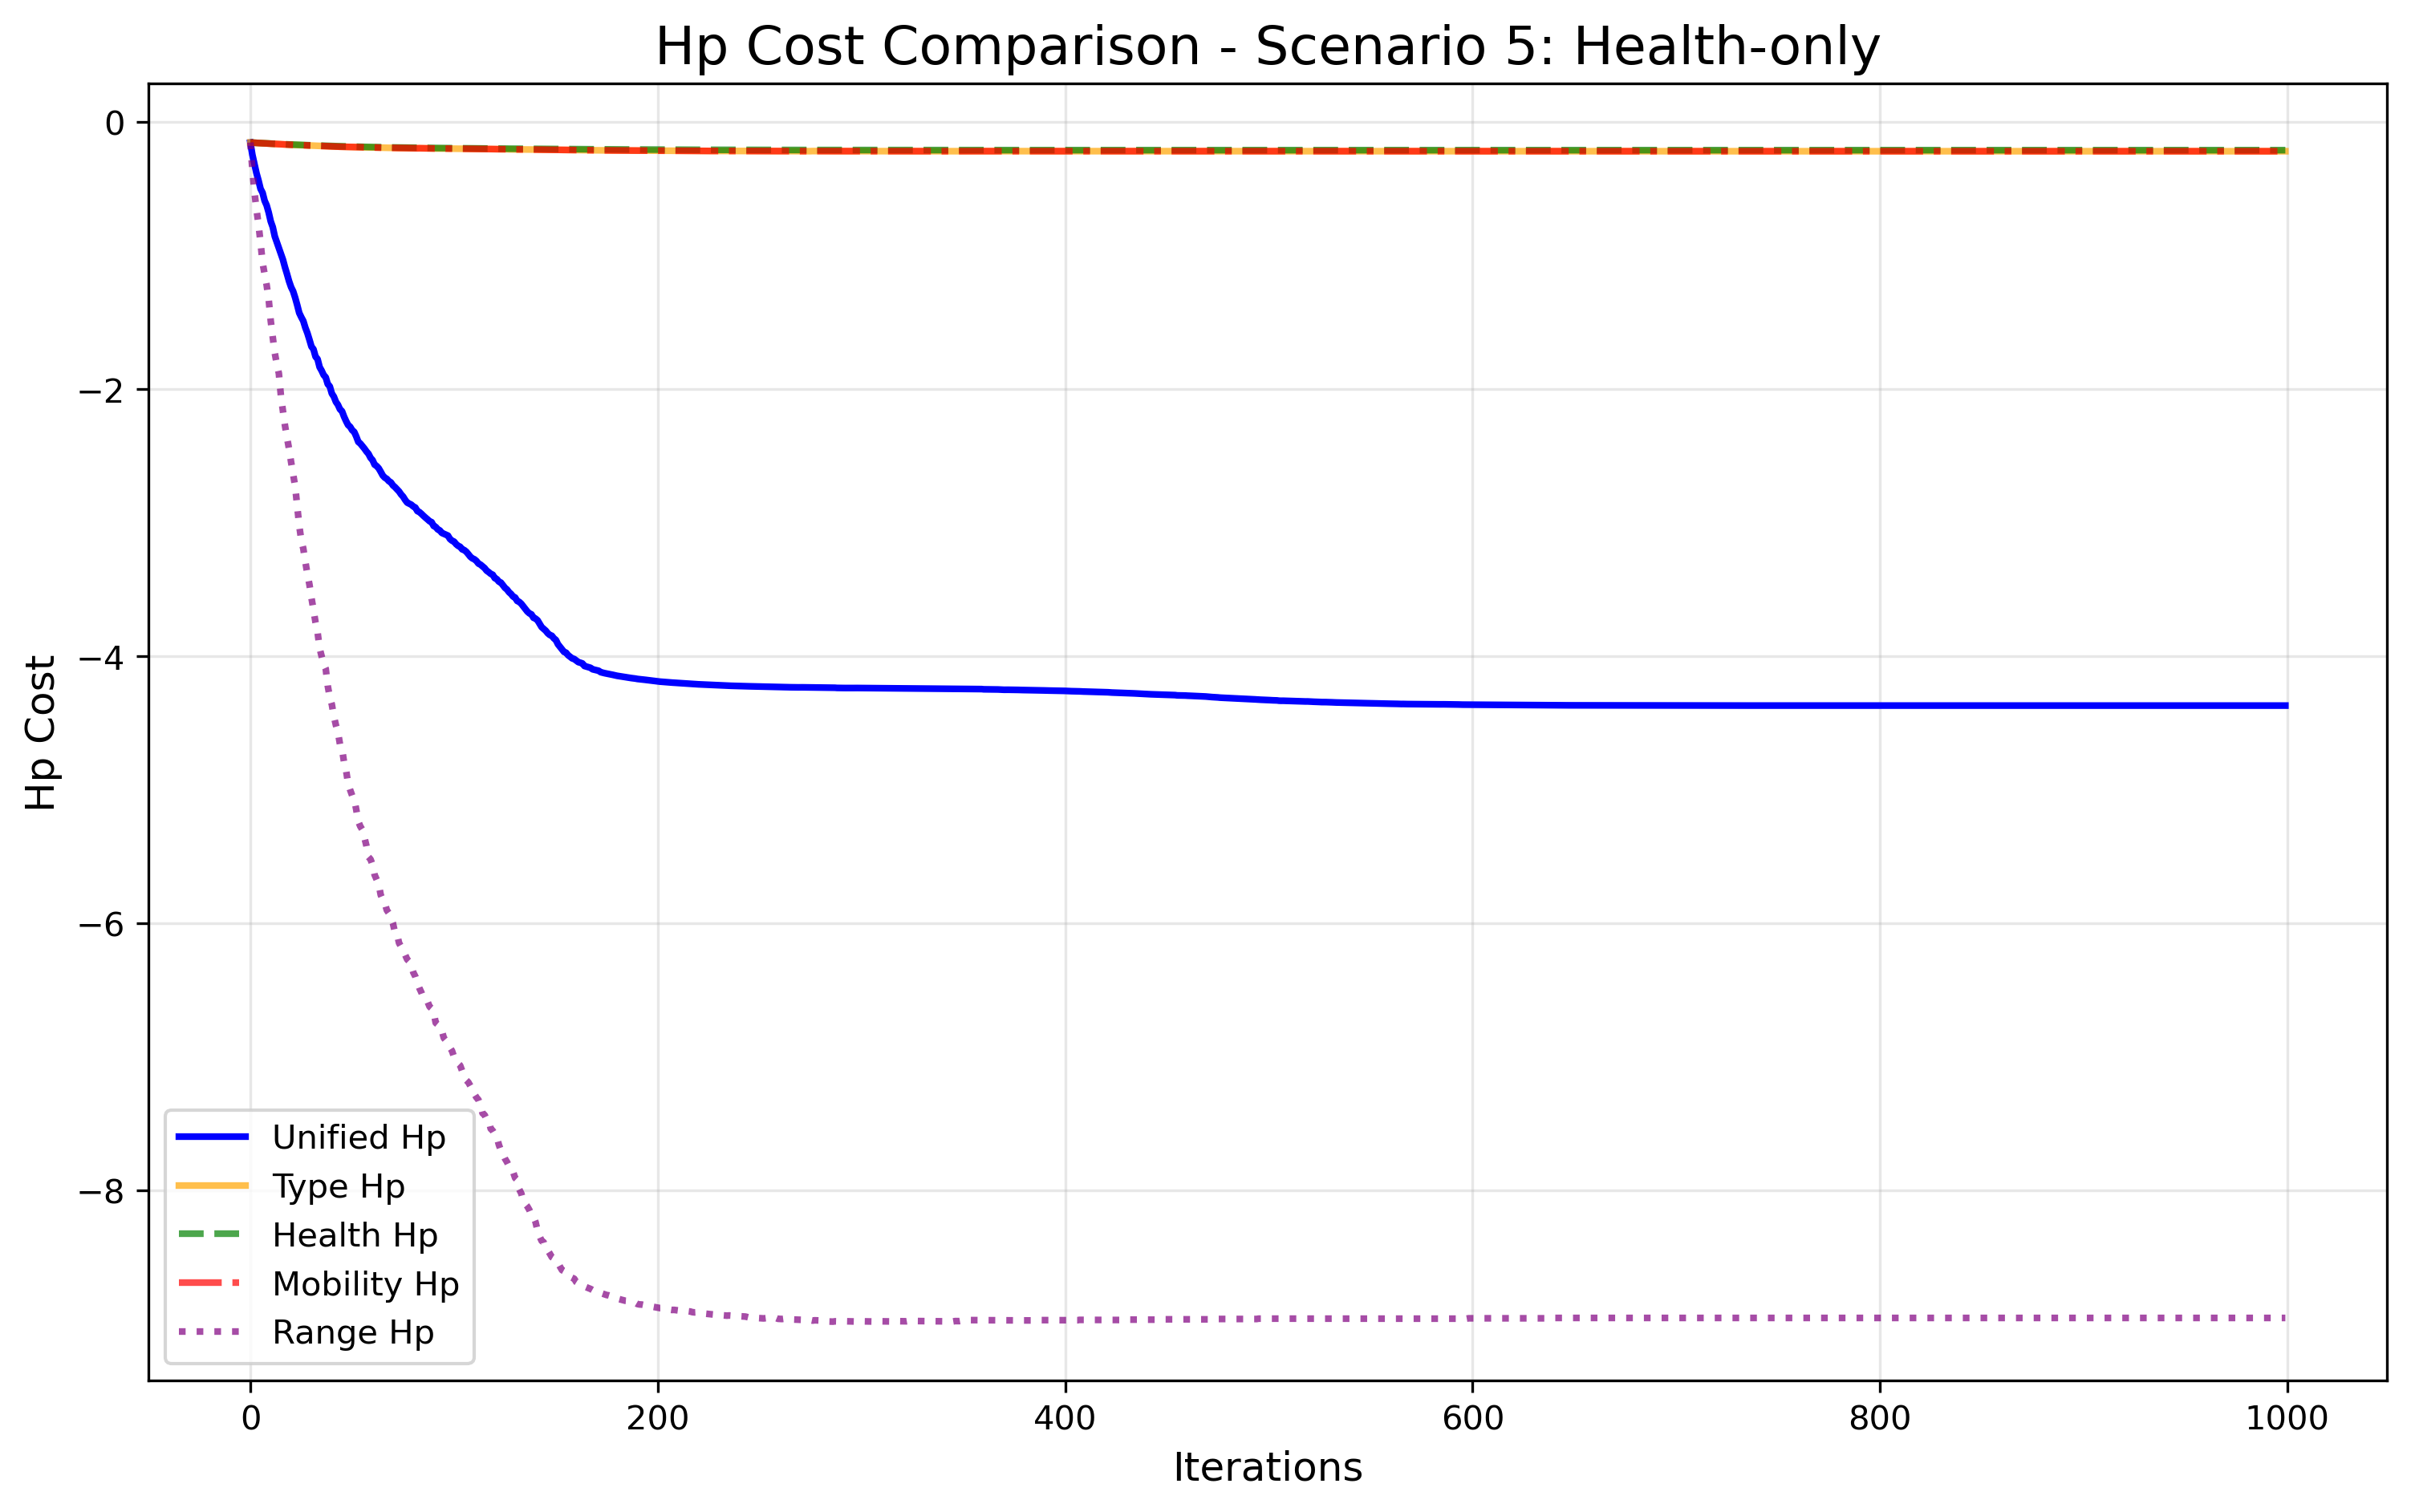 Hp Cost Comparison - Scenario 5: Health-only
Hp Cost
0
−2
−4
−6
−8
Unified Hp
Type Hp
Health Hp
Mobility Hp
Range Hp
0 200 400 600 800 1000
Iterations